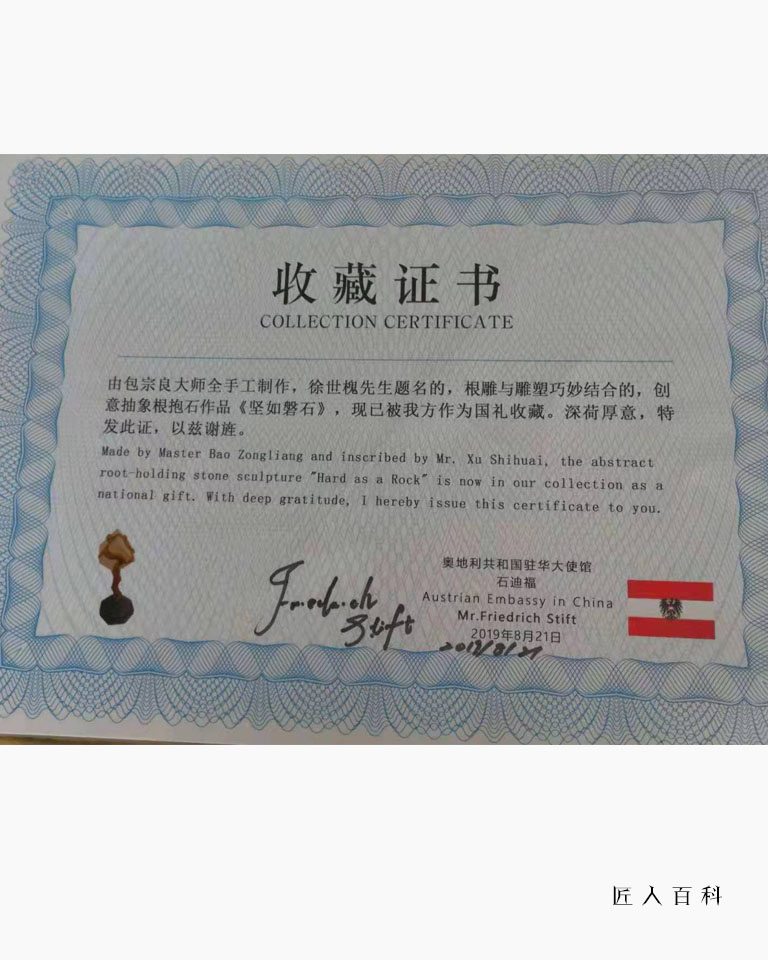 收藏证书
COLLECTION CERTIFICATE
由包宗良大师全手工制作，徐世槐先生题名的，根雕与雕塑巧妙结合的，创
意抽象根抱石作品《坚如磐石》，现已被我方作为国礼收藏。深荷厚意，特
发此证，以兹谢旌。
Made by Master Bao Zongliang and inscribed by Mr. Xu Shihuai, the abstract
root-holding stone sculpture "Hard as a Rock" is now in our collection as a
national gift. With deep gratitude, I hereby issue this certificate to you.
奥地利共和国驻华大使馆
石迪福
Austrian Embassy in China
Mr.Friedrich Stift
2019年8月21日
Friedrich
Stift
2019/8/21
匠人百科